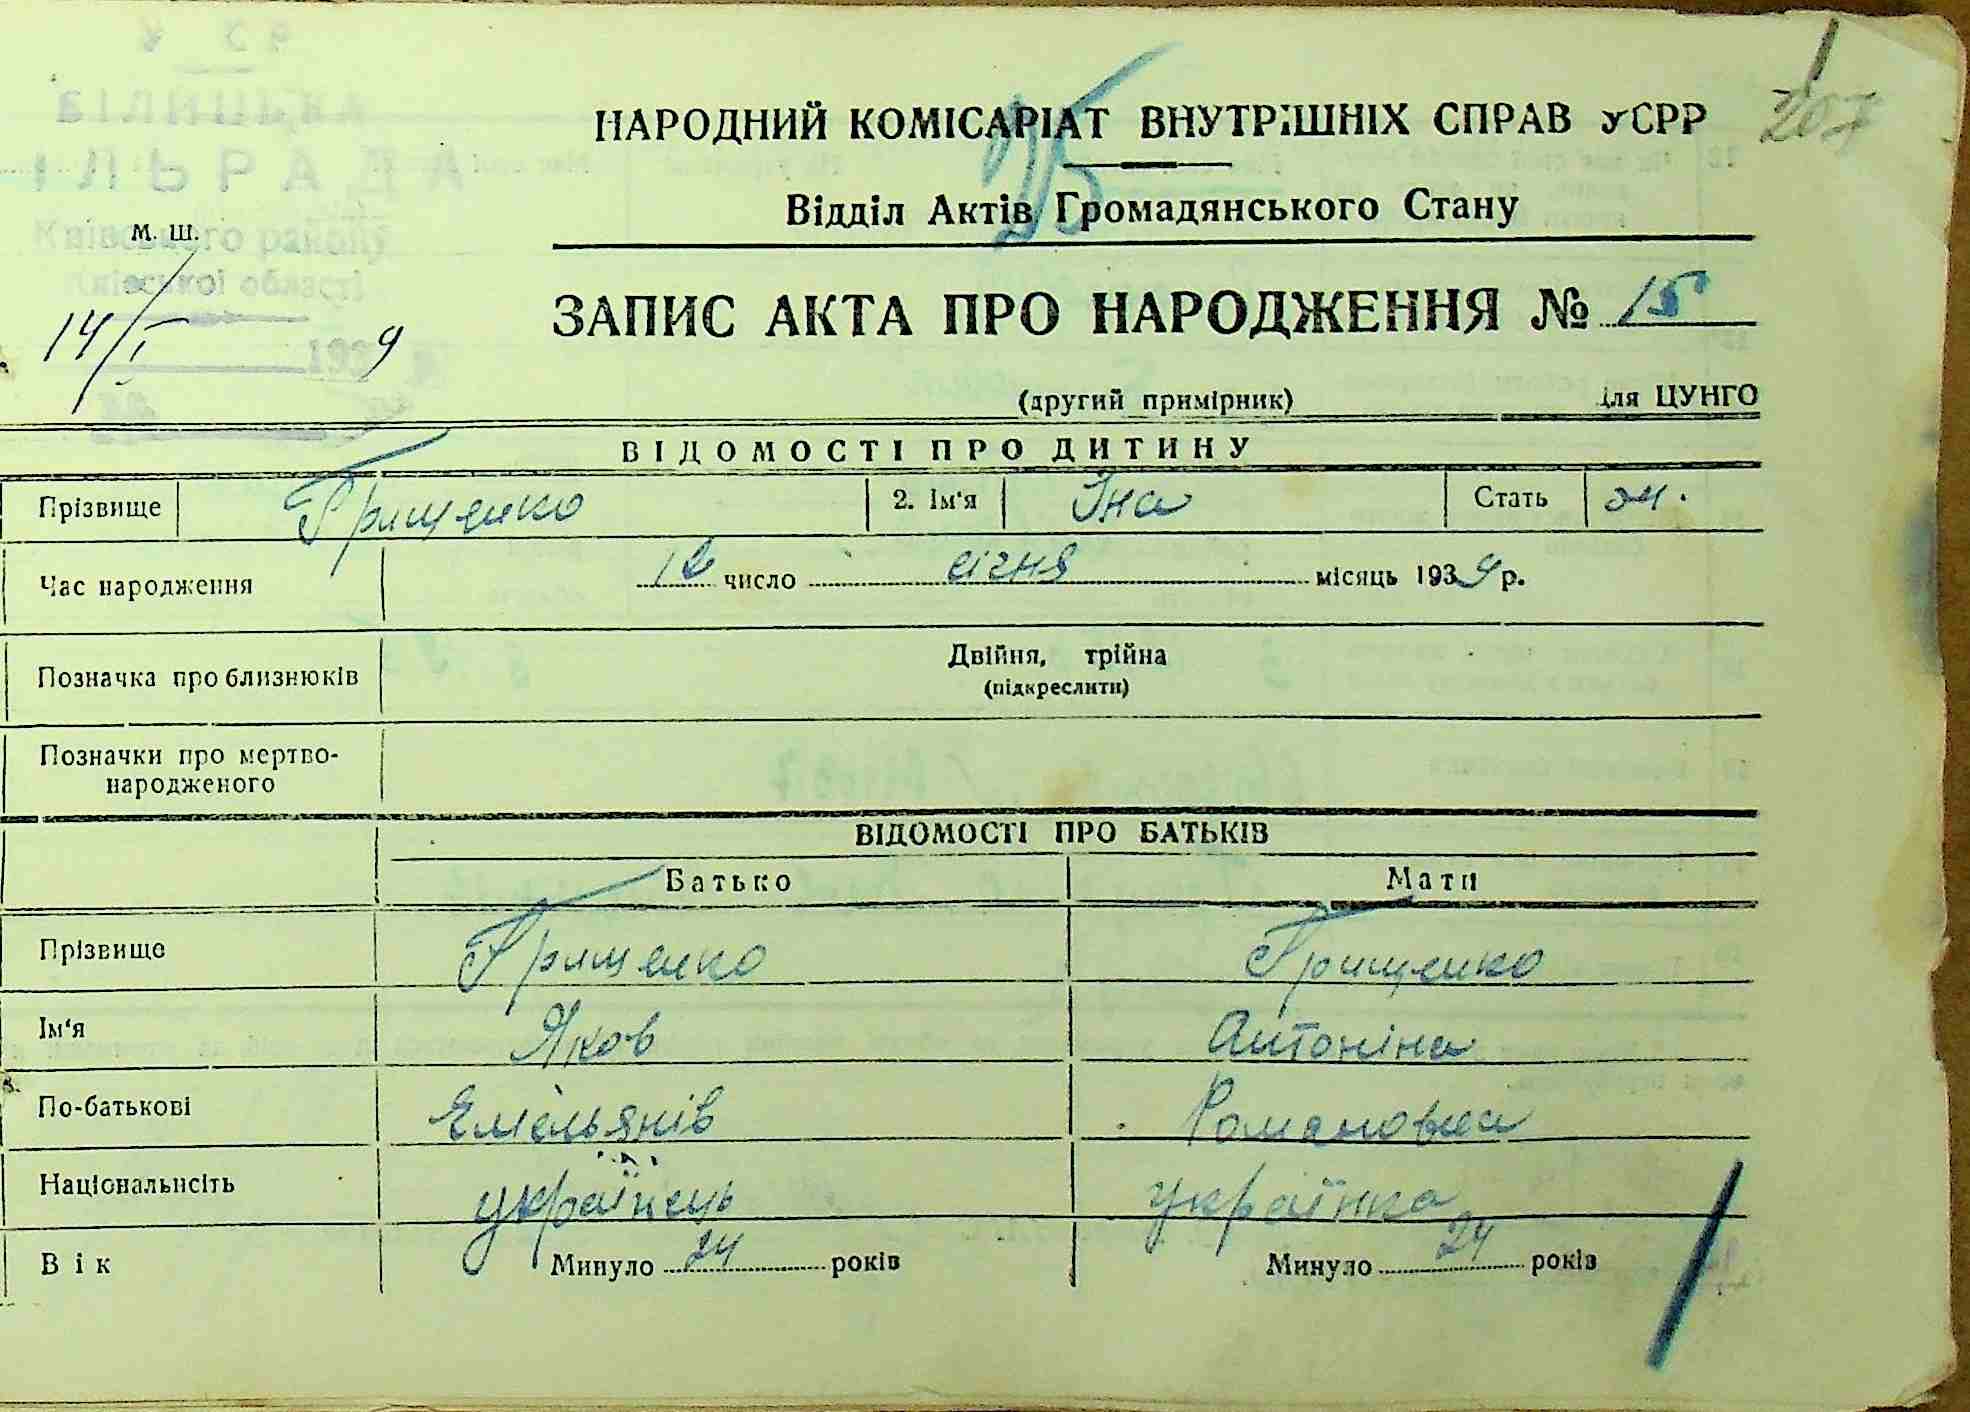 207
НАРОДНИЙ КОМІСАРІАТ ВНУТРІШНІХ СПРАВ УСРР
Відділ Актів Громадянського Стану
М. Ш.
14/I 1939
ЗАПИС АКТА ПРО НАРОДЖЕННЯ № 15
(другий примірник) Для ЦУНГО
ВІДОМОСТІ ПРО ДИТИНУ
Прізвище Грищенко 2. Ім'я Іна Стать
Час народження 12 число січня місяць 1939 р.
Позначка про близнюків Двійня, трійна
(підкреслити)
Позначки про мертво-
народженого
ВІДОМОСТІ ПРО БАТЬКІВ
Батько Мати
Прізвище Грищенко Грищенко
Ім'я Яков Антоніна
По-батькові Емельянів Романовна
Національність українець українка
Вік Минуло 24 років Минуло 24 років